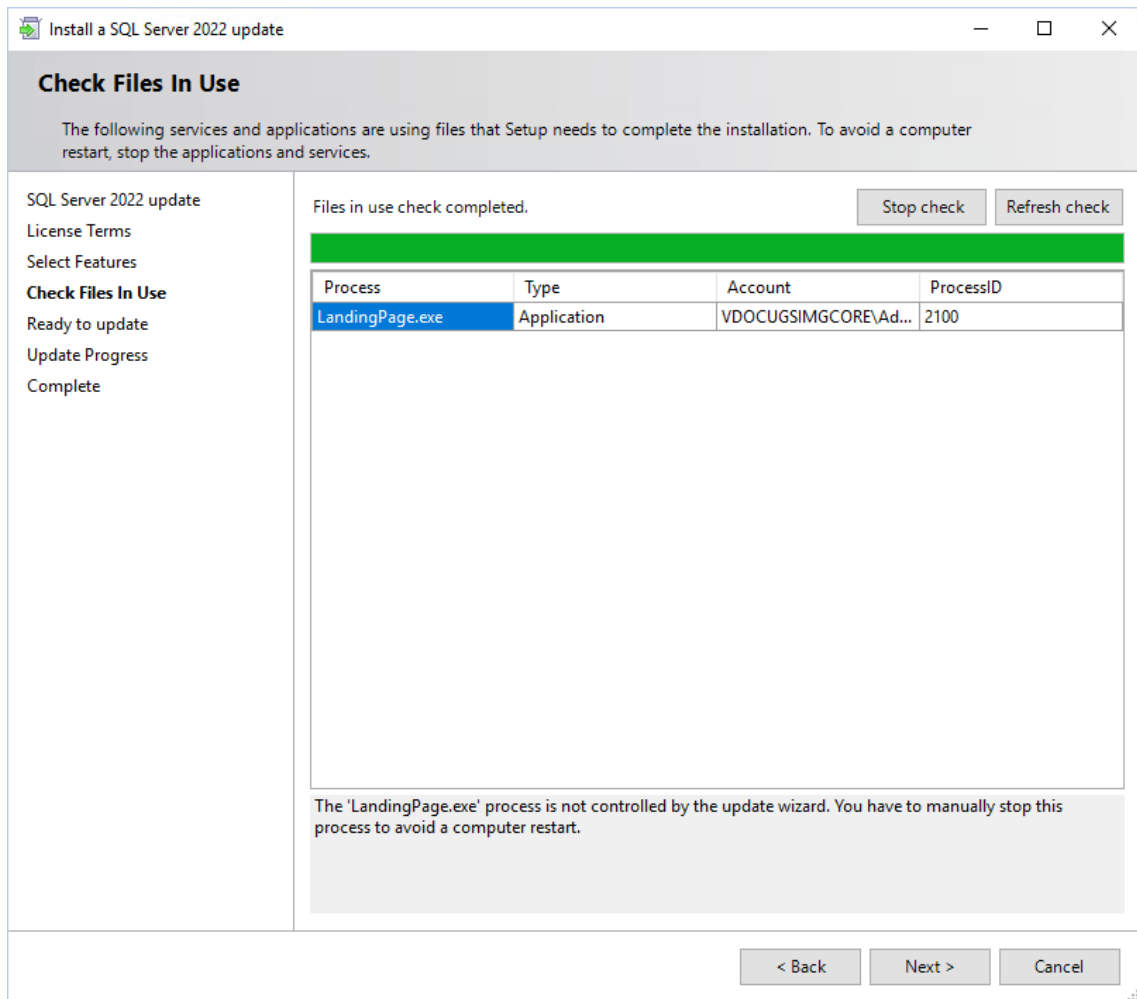 Install a SQL Server 2022 update
Check Files In Use
The following services and applications are using files that Setup needs to complete the installation. To avoid a computer
restart, stop the applications and services.
SQL Server 2022 update
License Terms
Select Features
Check Files In Use
Ready to update
Update Progress
Complete
Files in use check completed.
Stop check
Refresh check
Process Type Account ProcessID
LandingPage.exe Application VDOCUGSIMGCORE\Ad... 2100
The 'LandingPage.exe' process is not controlled by the update wizard. You have to manually stop this
process to avoid a computer restart.
< Back
Next >
Cancel